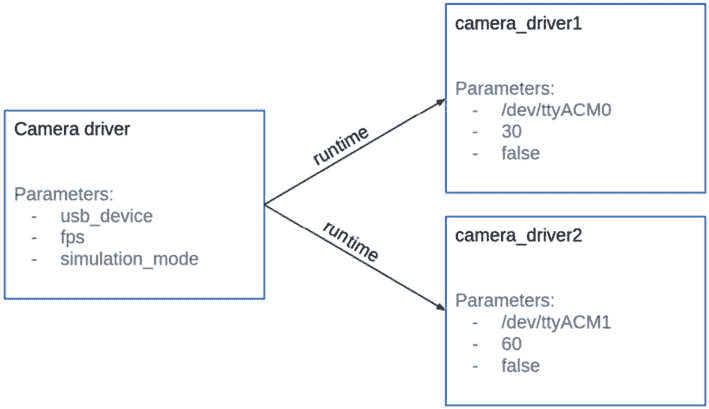 Camera driver
Parameters:
- usb_device
- fps
- simulation_mode
runtime
runtime
camera_driver1
Parameters:
- /dev/ttyACM0
- 30
- false
camera_driver2
Parameters:
- /dev/ttyACM1
- 60
- false